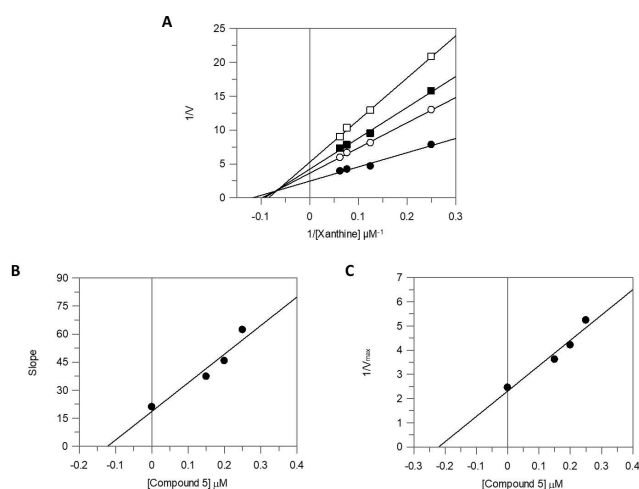 A
25
20
15
10
5
0
1/V
-0.1 0 0.1 0.2 0.3
1/[Xanthine] µM⁻¹
B
90
75
60
45
30
15
0
Slope
-0.2 -0.1 0 0.1 0.2 0.3 0.4
[Compound 5] µM
C
7
6
5
4
3
2
1
0
1/Vmax
-0.4 -0.3 -0.2 -0.1 0 0.1 0.2 0.3 0.4
[Compound 5] µM